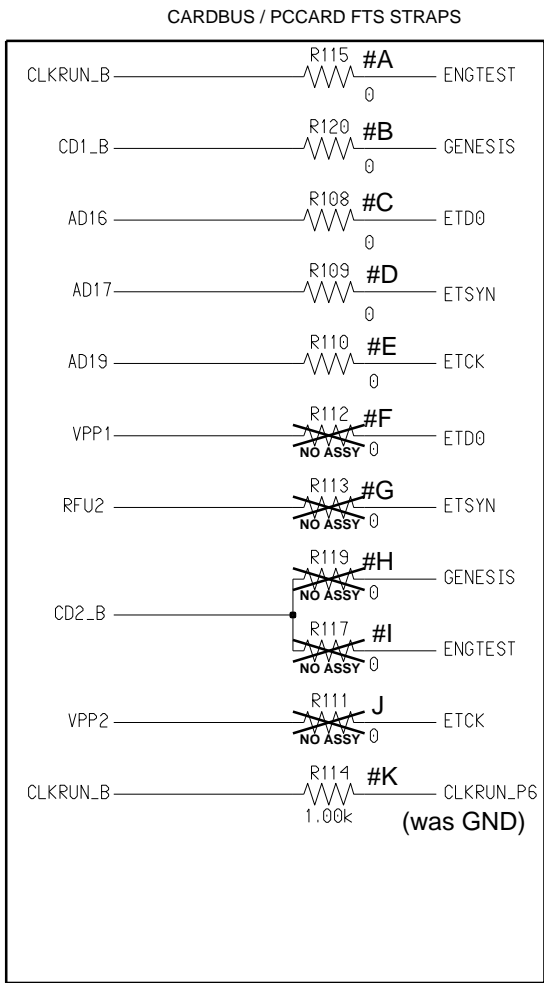 CARDBUS / PCCARD FTS STRAPS
R115 #A
CLKRUN_B ENGTEST
0
R120 #B
CD1_B GENESIS
0
R108 #C
AD16 ETD0
0
R109 #D
AD17 ETSYN
0
R110 #E
AD19 ETCK
0
R112 #F
VPP1 ETD0
NO ASSY 0
R113 #G
RFU2 ETSYN
NO ASSY 0
R119 #H
GENESIS
NO ASSY 0
CD2_B
R117 #I
ENGTEST
NO ASSY 0
R111 J
VPP2 ETCK
NO ASSY 0
R114 #K
CLKRUN_B CLKRUN_P6
1.00k
(was GND)